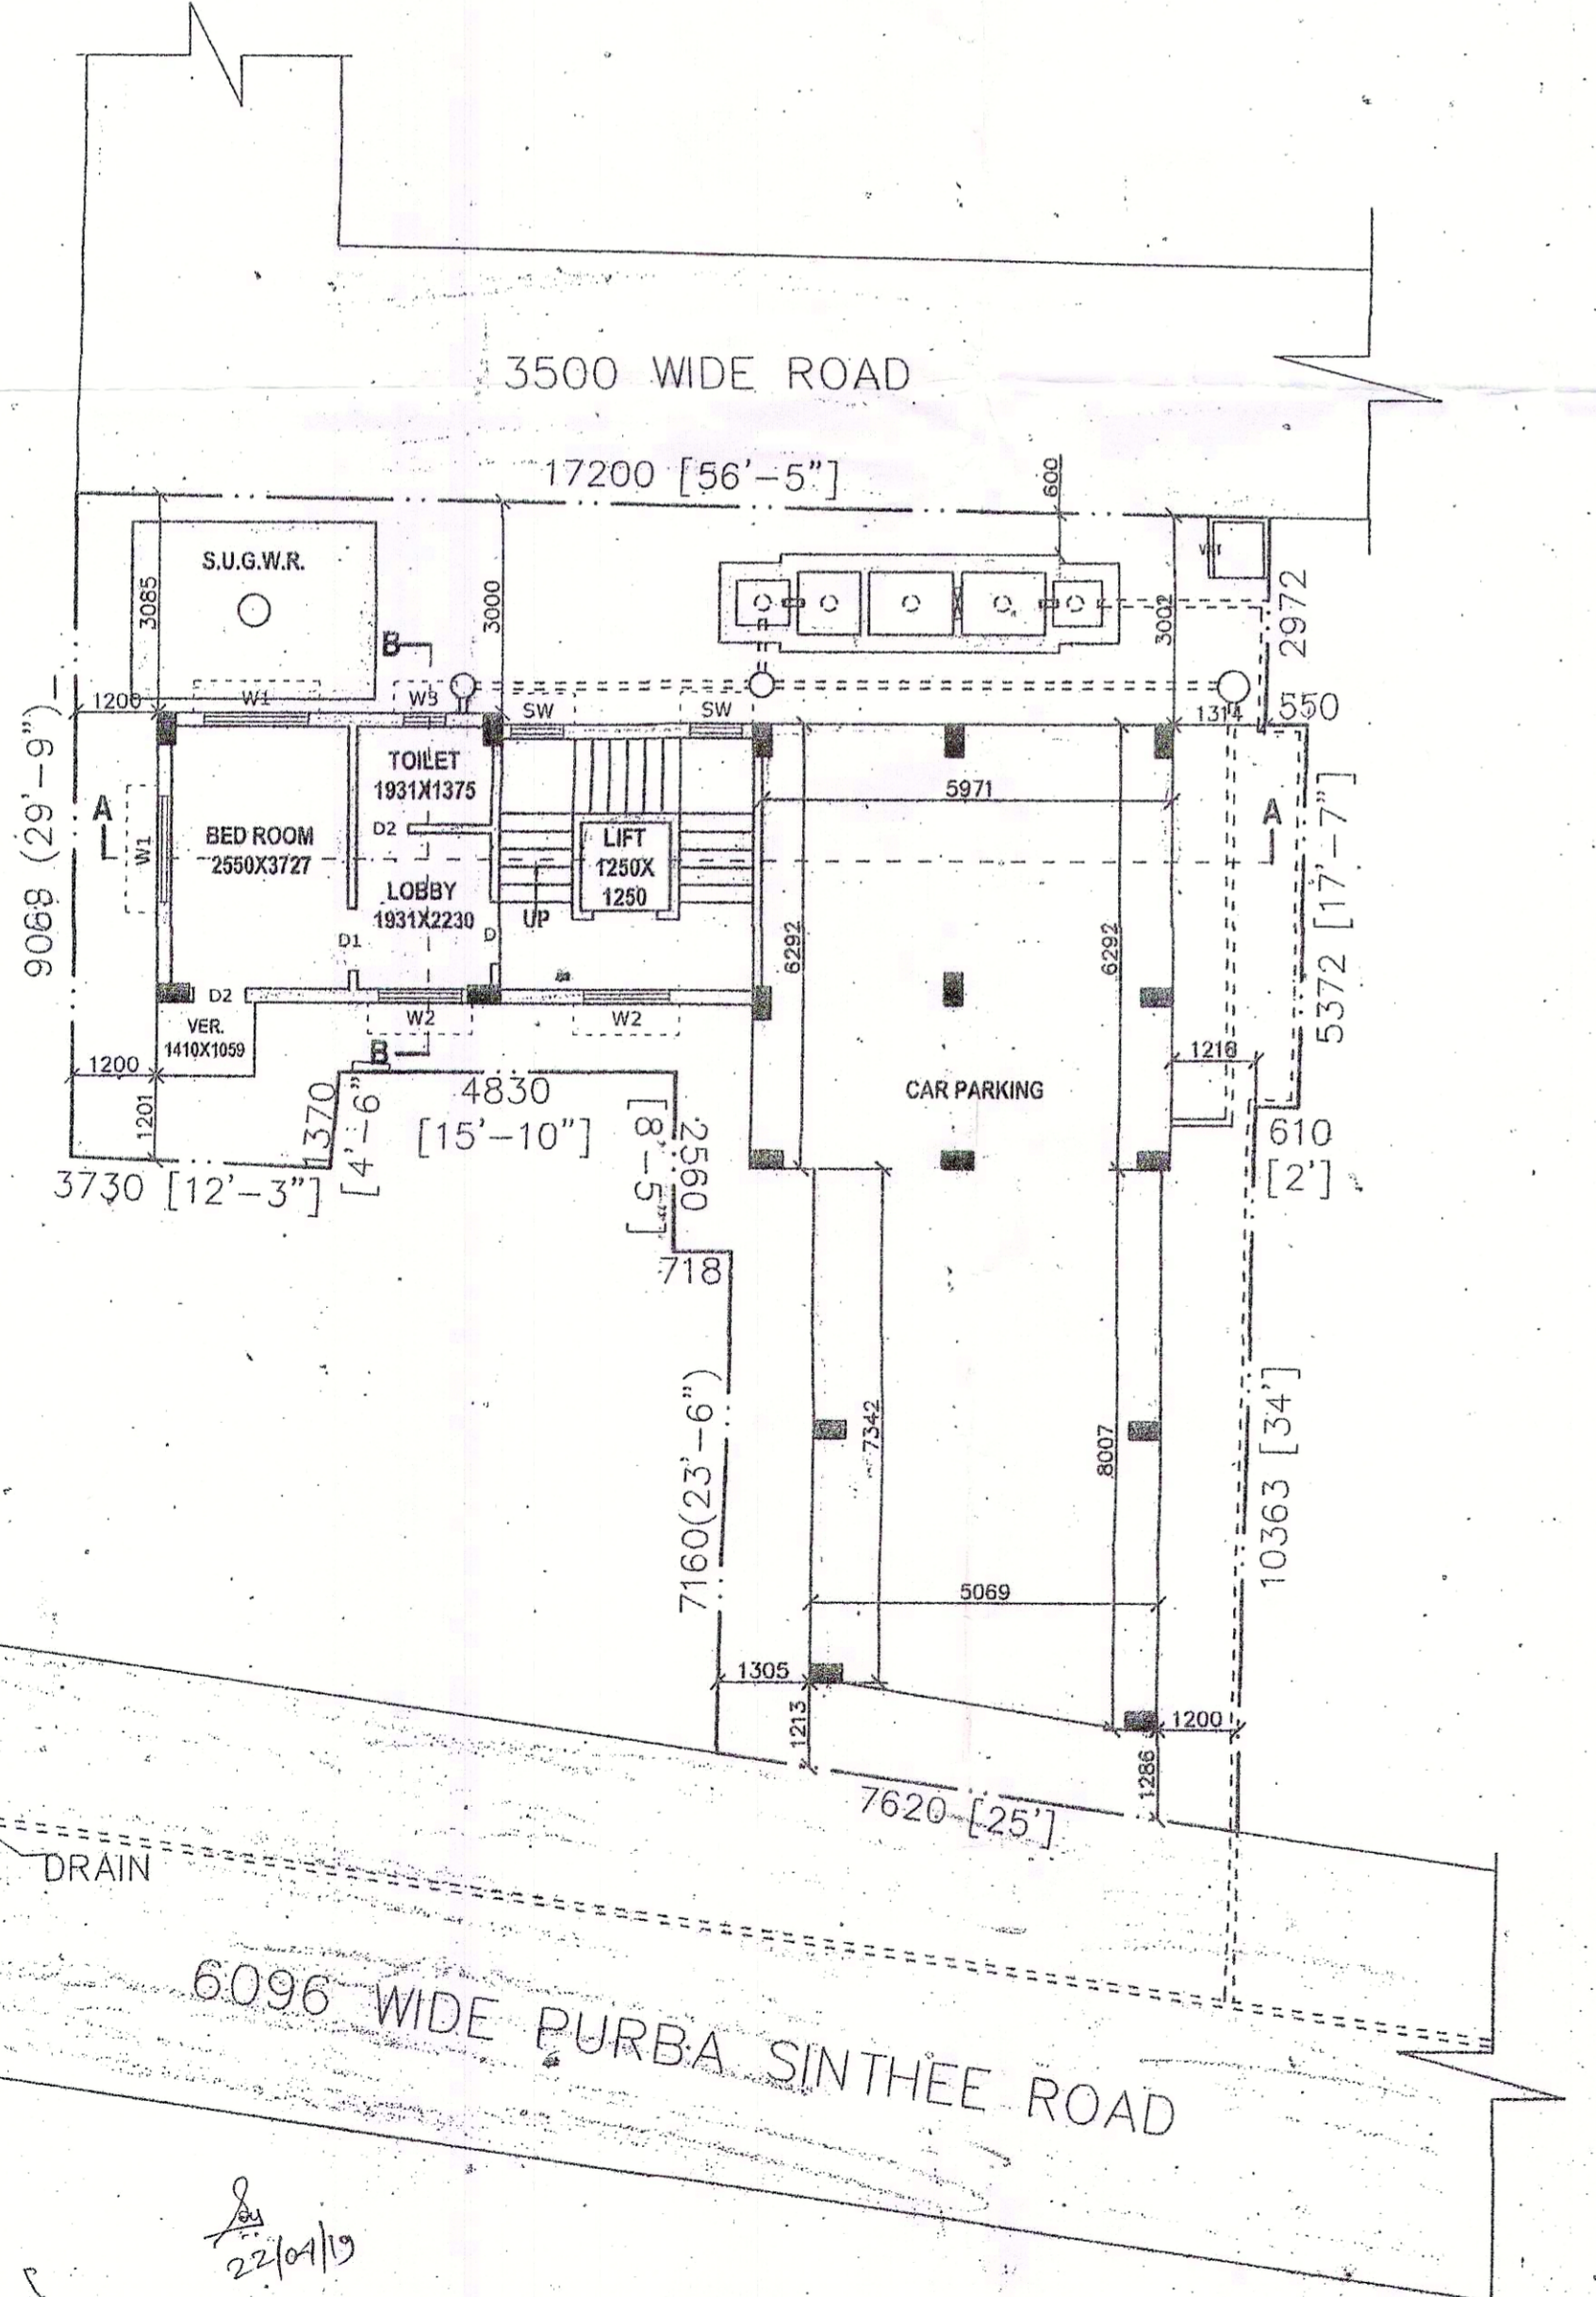 3500 WIDE ROAD
17200 [56'-5"]
600
S.U.G.W.R.
3085
3000
3002
2972
B
1200
W1
W3
SW
SW
1314
550
9068 (29'-9")
A
W1
BED ROOM
2550X3727
TOILET
1931X1375
D2
LOBBY
1931X2230
D1
D
LIFT
1250X
1250
UP
5971
6292
6292
A
5372 [17'-7"]
D2
VER.
1410X1059
W2
W2
B
1200
1201
1370
[4'-6"]
4830
[15'-10"]
2560
[8'-5"]
CAR PARKING
1216
610
[2']
3730 [12'-3"]
718
7160(23'-6")
7342
8007
10363 [34']
5069
1305
1213
1200
1286
7620 [25']
DRAIN
6096 WIDE PURBA SINTHEE ROAD
22/04/19